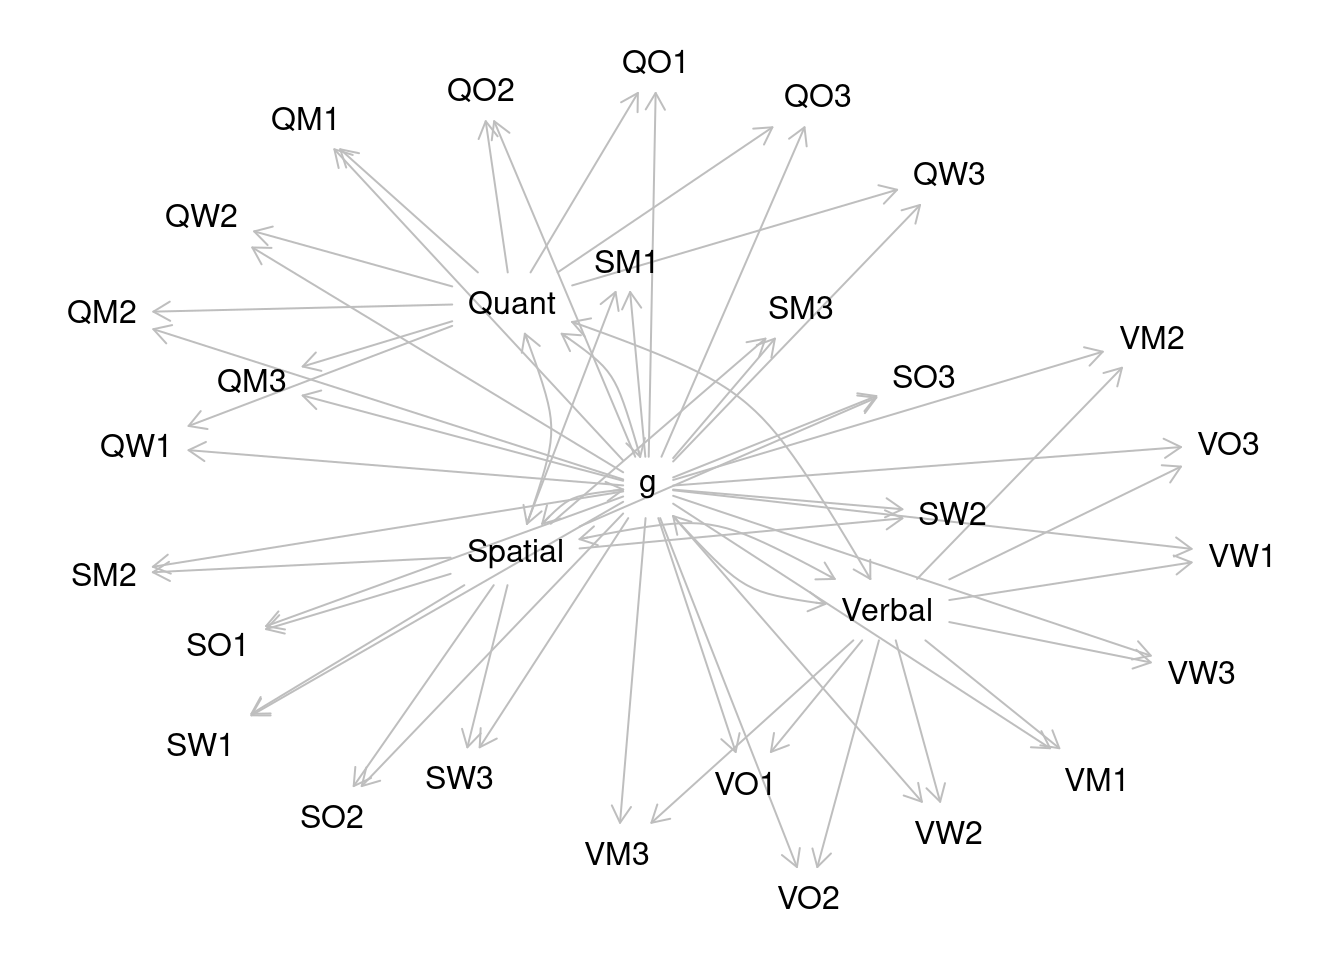 QO1
QO2
QO3
QM1
QW3
QW2
SM1
Quant
SM3
QM2
VM2
QM3
SO3
QW1
VO3
g
SW2
Spatial
VW1
SM2
Verbal
SO1
VW3
SW1
SW3
VO1
VM1
SO2
VW2
VM3
VO2